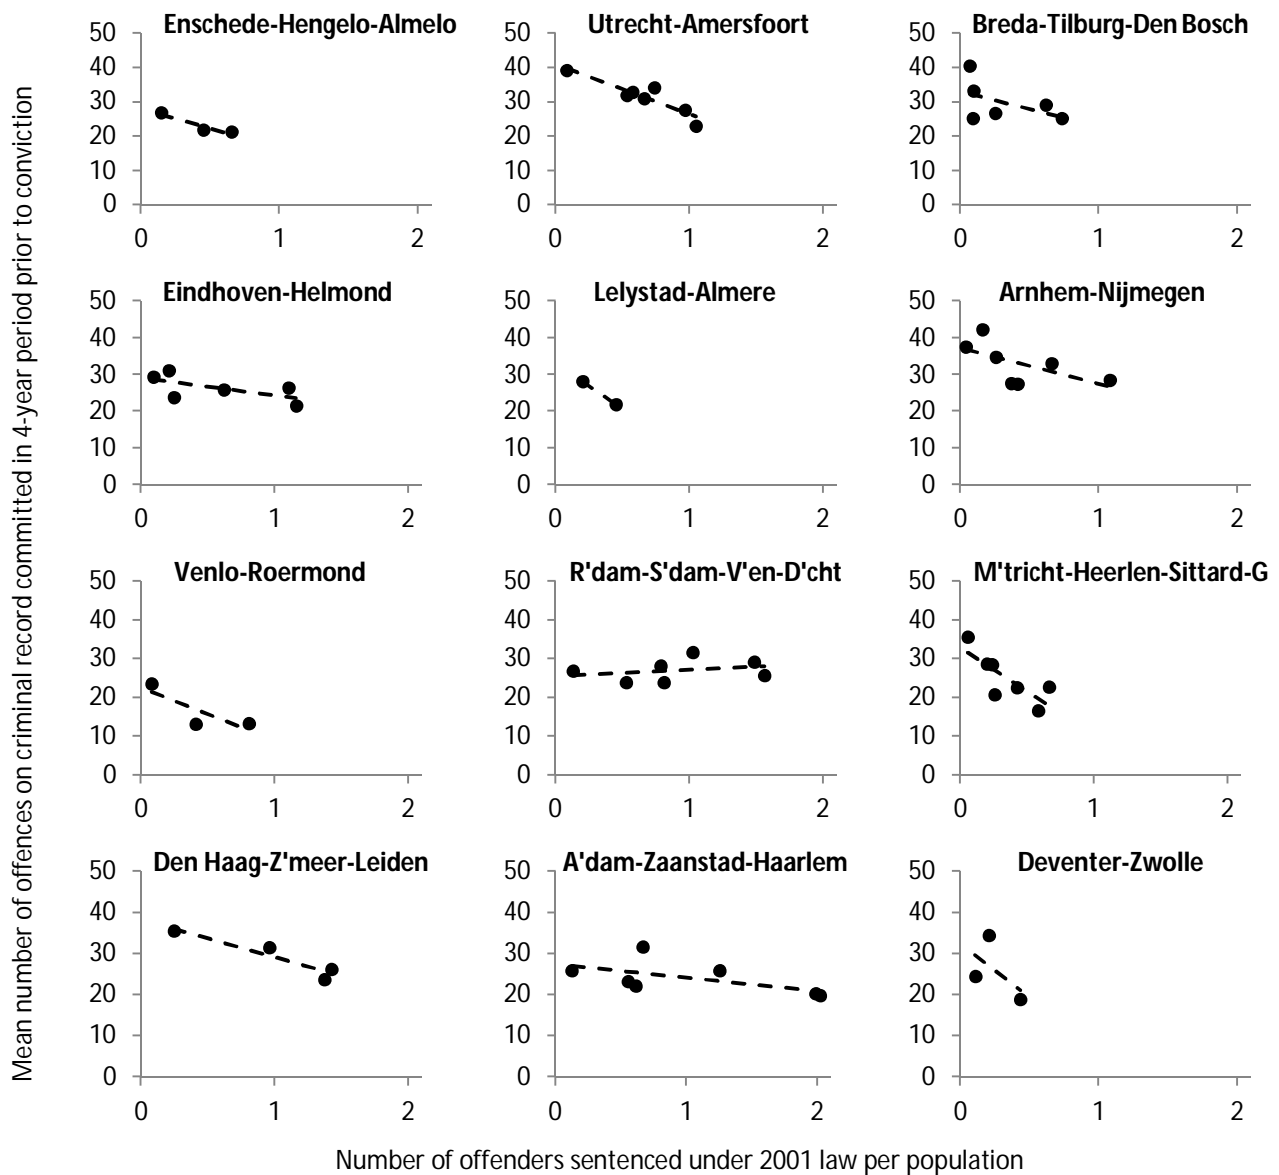 Mean number of offences on criminal record committed in 4-year period prior to conviction
Enschede-Hengelo-Almelo
50
40
30
20
10
0
0 1 2
Utrecht-Amersfoort
50
40
30
20
10
0
0 1 2
Breda-Tilburg-Den Bosch
50
40
30
20
10
0
0 1 2
Eindhoven-Helmond
50
40
30
20
10
0
0 1 2
Lelystad-Almere
50
40
30
20
10
0
0 1 2
Arnhem-Nijmegen
50
40
30
20
10
0
0 1 2
Venlo-Roermond
50
40
30
20
10
0
0 1 2
R'dam-S'dam-V'en-D'cht
50
40
30
20
10
0
0 1 2
M'tricht-Heerlen-Sittard-G
50
40
30
20
10
0
0 1 2
Den Haag-Z'meer-Leiden
50
40
30
20
10
0
0 1 2
A'dam-Zaanstad-Haarlem
50
40
30
20
10
0
0 1 2
Deventer-Zwolle
50
40
30
20
10
0
0 1 2
Number of offenders sentenced under 2001 law per population